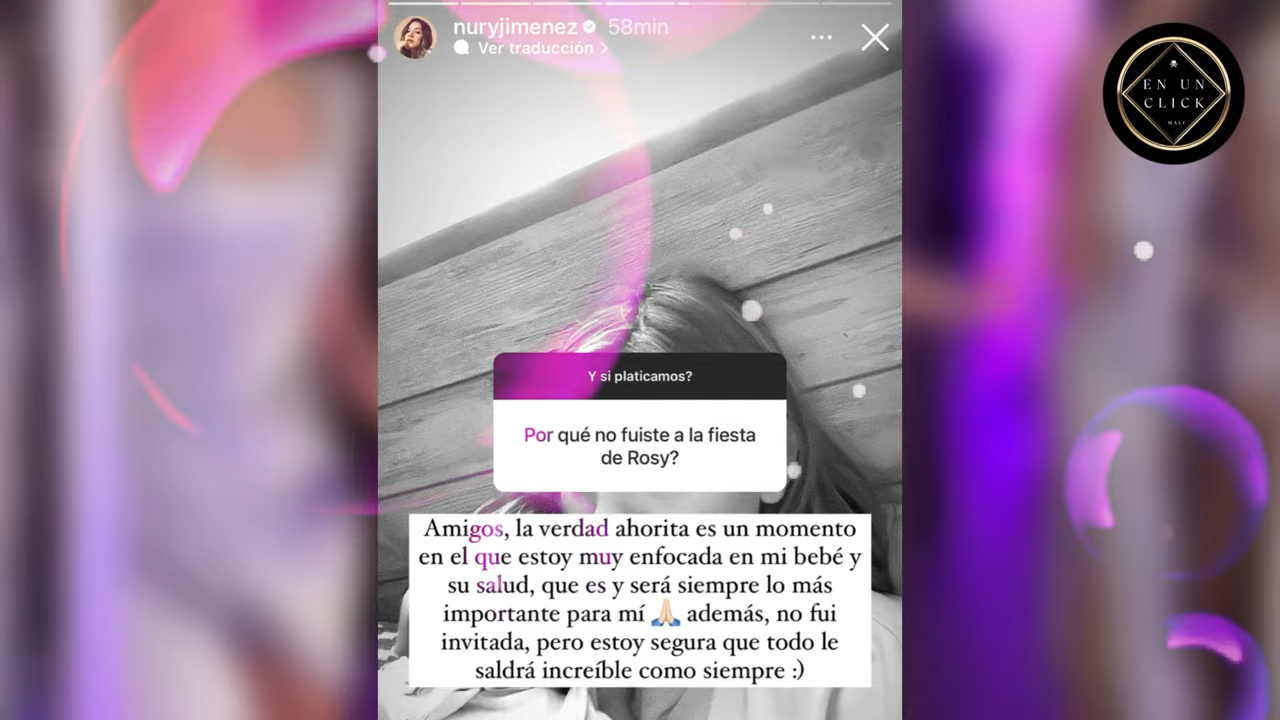 nuryjimenez 58min
Ver traducción
EN UN
CLICK
MALI
Y si platicamos?
Por qué no fuiste a la fiesta
de Rosy?
Amigos, la verdad ahorita es un momento
en el que estoy muy enfocada en mi bebé y
su salud, que es y será siempre lo más
importante para mí 🙏🏻 además, no fui
invitada, pero estoy segura que todo le
saldrá increíble como siempre :)